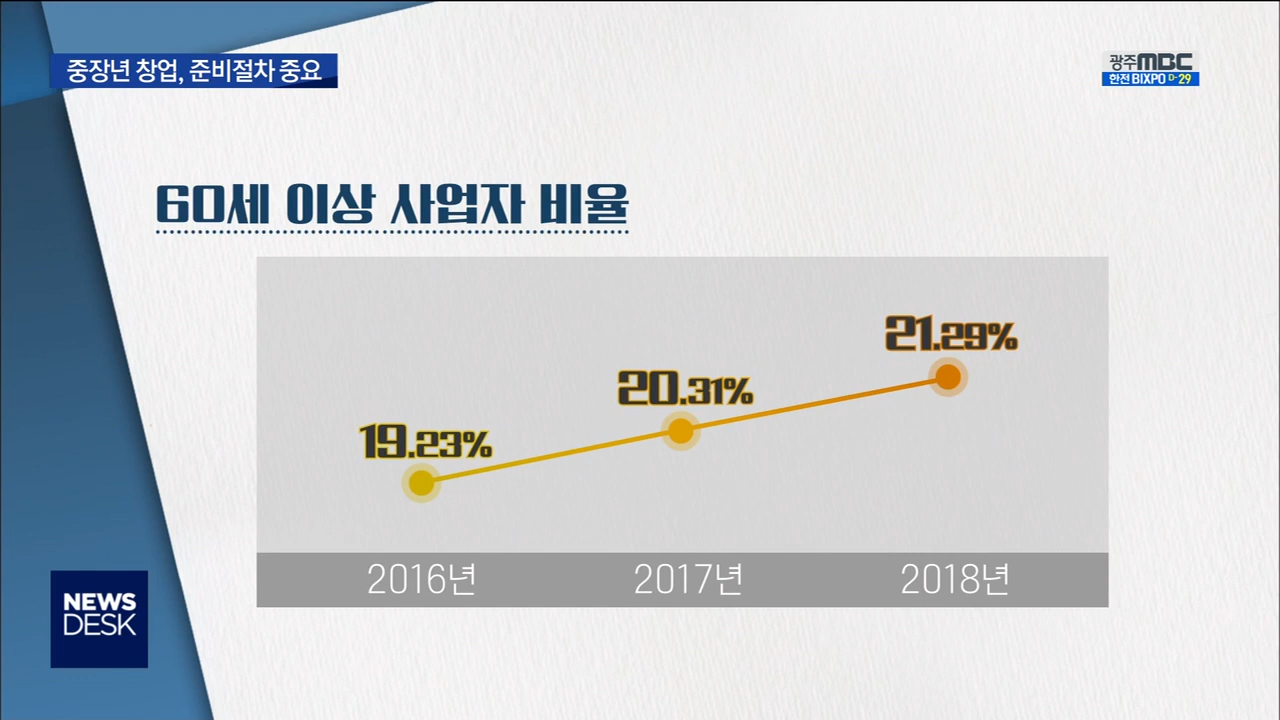 중장년 창업, 준비절차 중요
광주MBC
한전 BIXPO D-29
60세 이상 사업자 비율
21.29%
20.31%
19.23%
2016년 2017년 2018년
NEWS
DESK